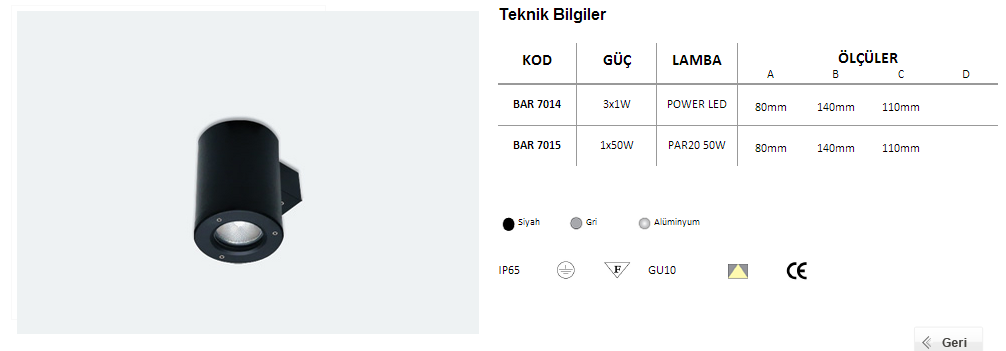 Teknik Bilgiler
KOD GÜÇ LAMBA ÖLÇÜLER
A B C D
BAR 7014 3x1W POWER LED 80mm 140mm 110mm
BAR 7015 1x50W PAR20 50W 80mm 140mm 110mm
Siyah Gri Alüminyum
IP65 F GU10 CE
Geri